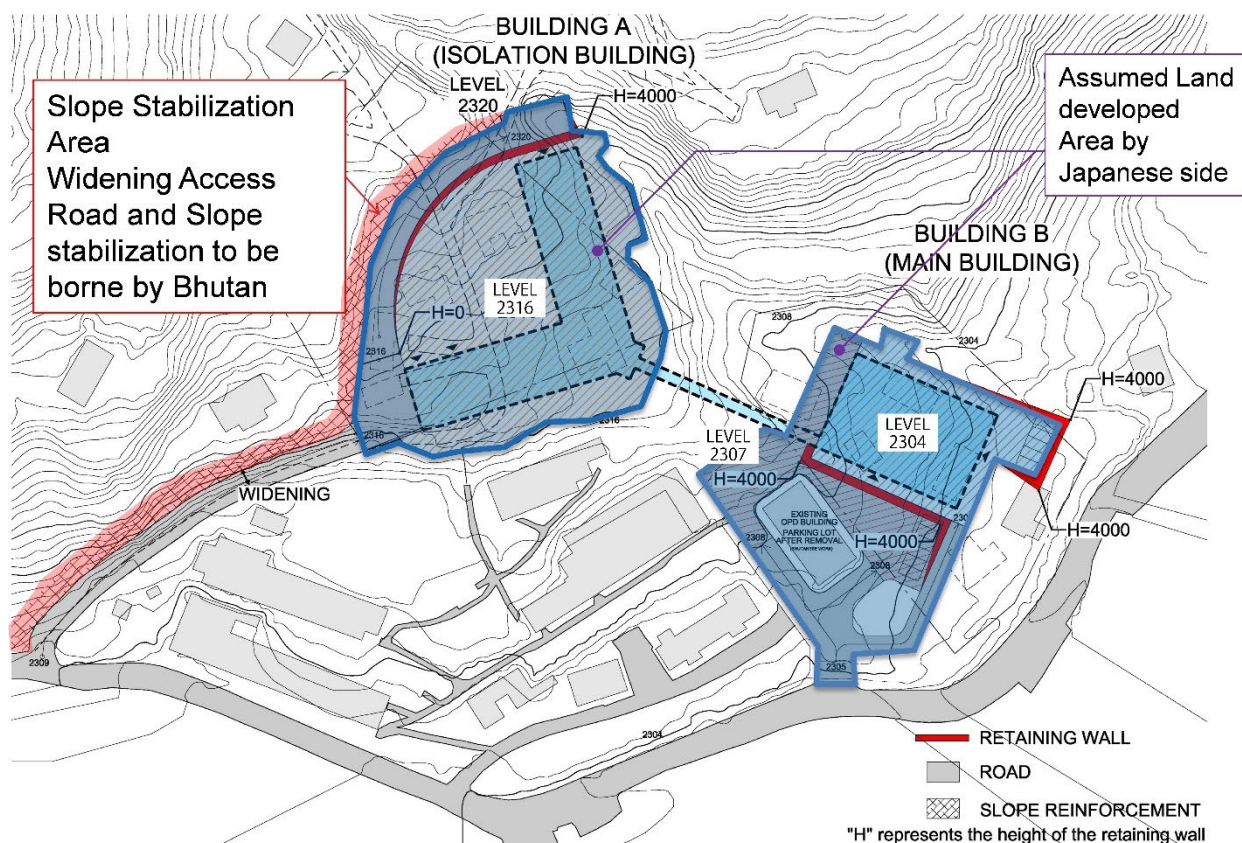 BUILDING A
(ISOLATION BUILDING)
LEVEL
2320
H=4000
2320
Slope Stabilization
Area
Widening Access
Road and Slope
stabilization to be
borne by Bhutan
Assumed Land
developed
Area by
Japanese side
BUILDING B
(MAIN BUILDING)
LEVEL
2316
H=0
2316
2316
2316
2308
2304
H=4000
LEVEL
2304
LEVEL
2307
H=4000
WIDENING
EXISTING
OPD BUILDING
PARKING LOT
AFTER REMOVAL
(BHUTANESE WORK)
H=4000
H=4000
2308
2308
2305
2309
2304
RETAINING WALL
ROAD
SLOPE REINFORCEMENT
"H" represents the height of the retaining wall